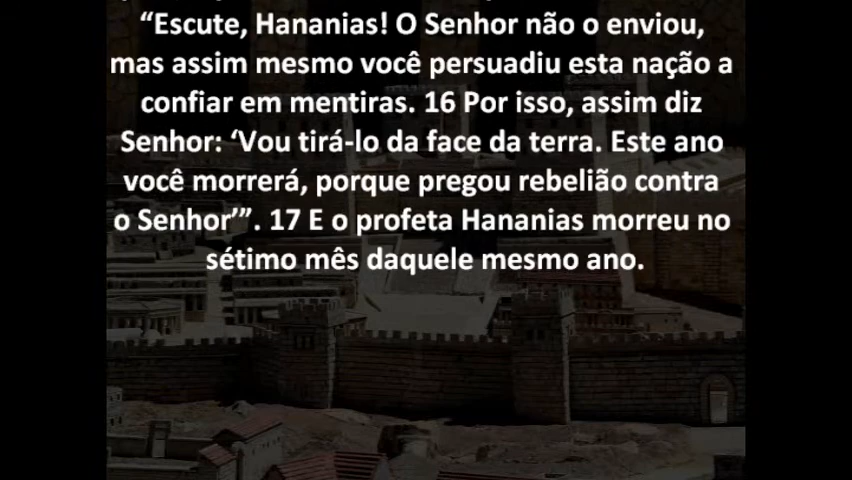 “Escute, Hananias! O Senhor não o enviou,
mas assim mesmo você persuadiu esta nação a
confiar em mentiras. 16 Por isso, assim diz
Senhor: ‘Vou tirá-lo da face da terra. Este ano
você morrerá, porque pregou rebelião contra
o Senhor’”. 17 E o profeta Hananias morreu no
sétimo mês daquele mesmo ano.